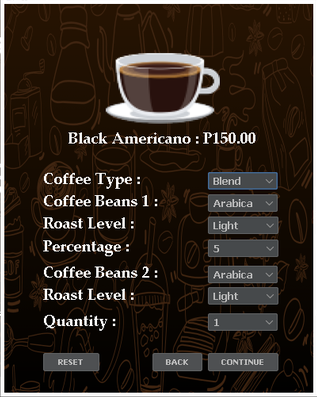 Black Americano : P150.00
Coffee Type : Blend
Coffee Beans 1 : Arabica
Roast Level : Light
Percentage : 5
Coffee Beans 2 : Arabica
Roast Level : Light
Quantity : 1
RESET BACK CONTINUE